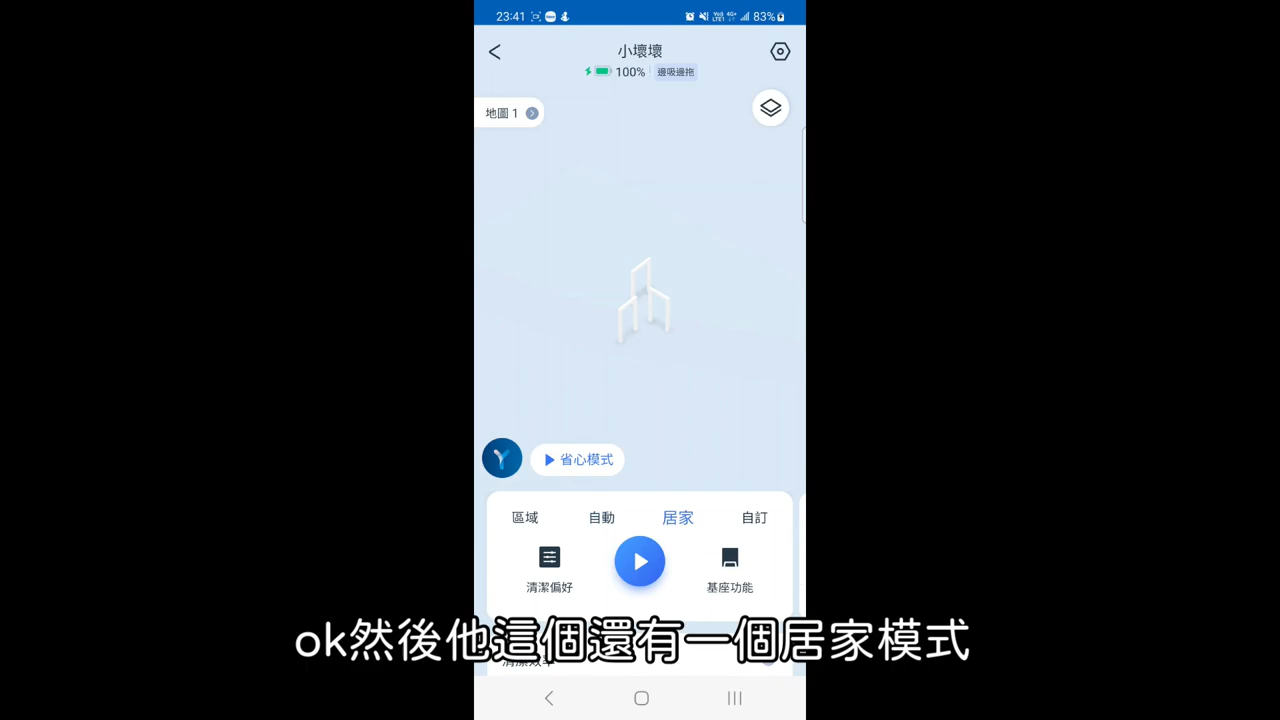 23:41
83%
小壞壞
100% 邊吸邊拖
地圖 1
省心模式
區域 自動 居家 自訂
清潔偏好 基座功能
ok然後他這個還有一個居家模式